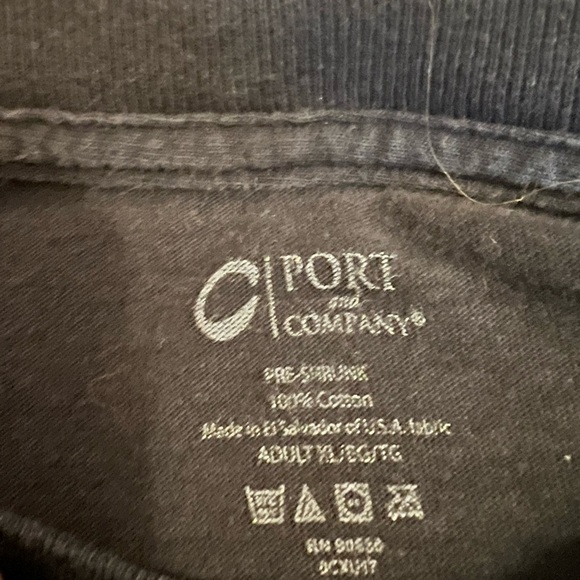 PORT
and
COMPANY®
PRE-SHRUNK
100% Cotton
Made in El Salvador of U.S.A. fabric
ADULT XL/EG/TG